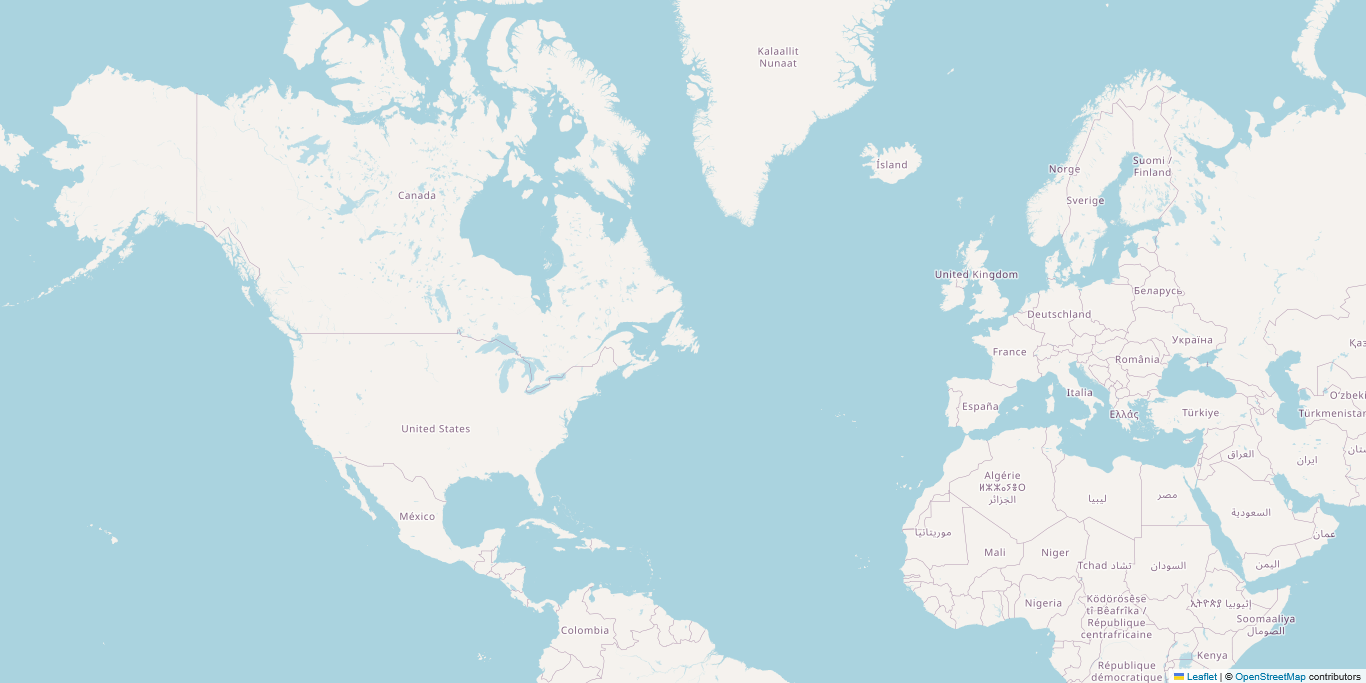 Kalaallit
Nunaat
Ísland
Norge
Suomi /
Finland
Sverige
Canada
United Kingdom
Беларусь
Deutschland
Україна
France
România
Italia
España
Ελλάς
Türkiye
Türkmenistan
United States
العراق
ایران
Algérie
ⵍⵣⵣⴰⵢⴻⵔ
الجزائر
ليبيا
مصر
السعودية
México
موريتانيا
عمان
Mali
Niger
Tchad تشاد
السودان
اليمن
Nigeria
Ködörösêse
tî Bêafrîka /
République
centrafricaine
ኢትዮጵያ إثيوبيا
Soomaaliya
الصومال
Colombia
Kenya
République
démocratique
Leaflet | © OpenStreetMap contributors